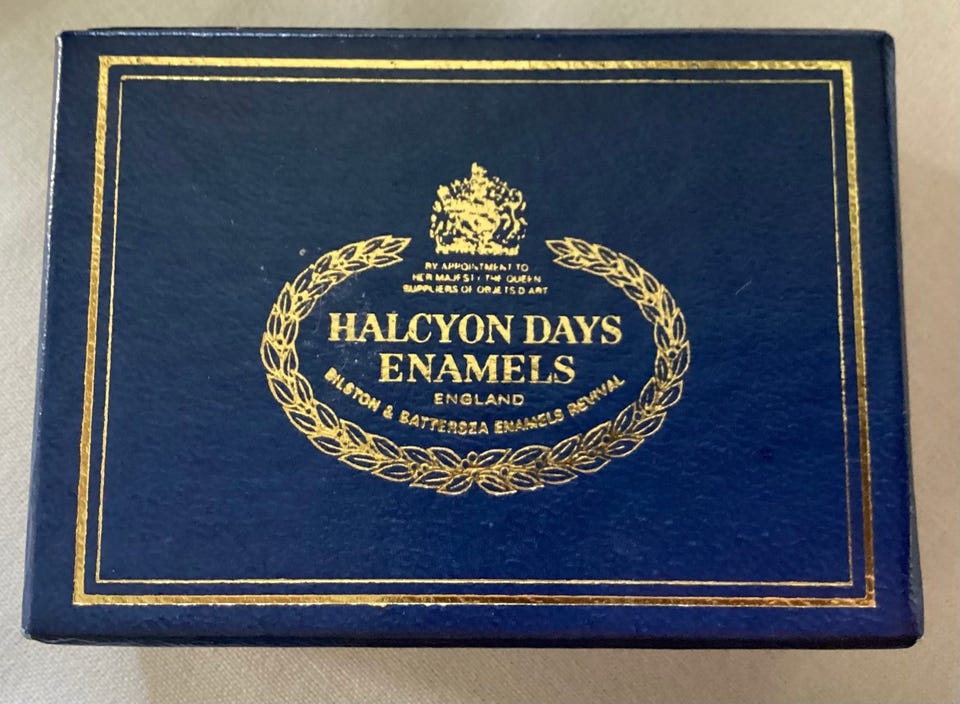 BY APPOINTMENT TO
HER MAJESTY THE QUEEN
SUPPLIERS OF OBJETS D'ART
HALCYON DAYS
ENAMELS
ENGLAND
BILSTON & BATTERSEA ENAMELS REVIVAL